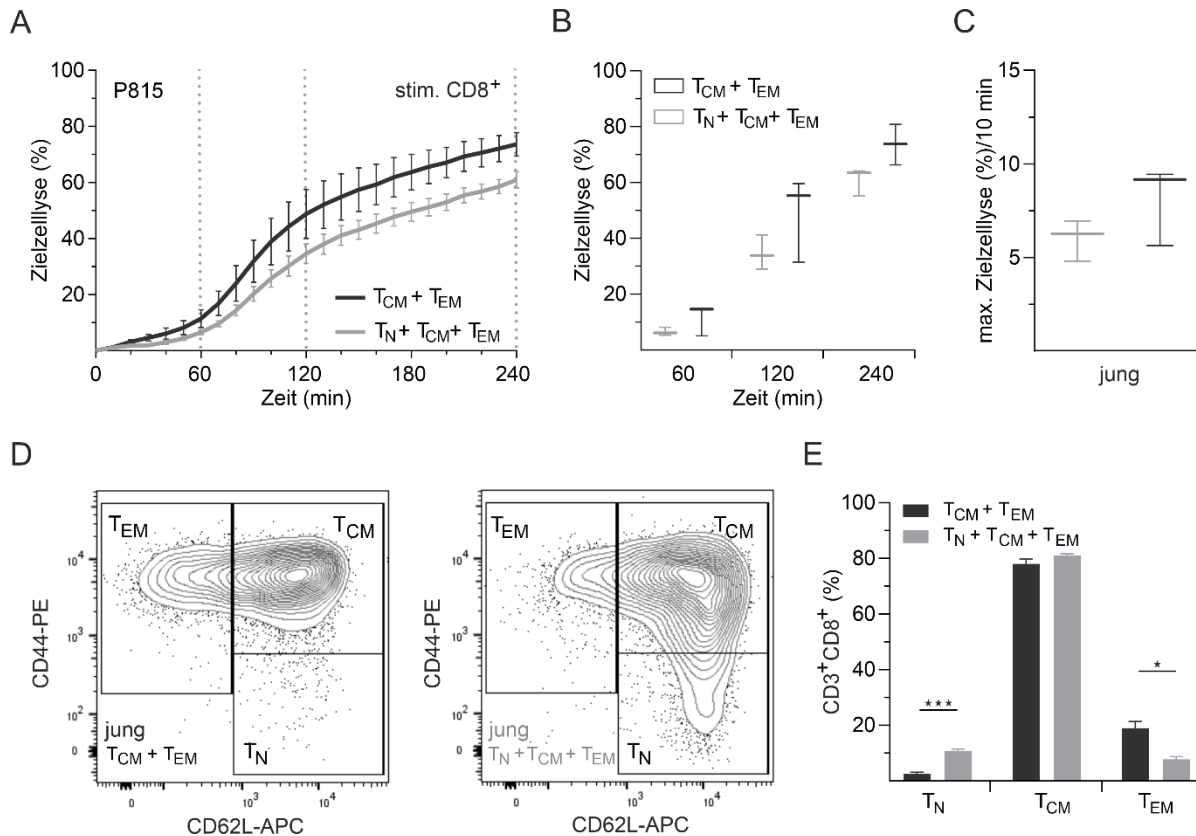 A
100
80
60
40
20
Zielzelllyse (%)
P815
stim. CD8+
TCM + TEM
TN + TCM + TEM
0
60
120
180
240
Zeit (min)
B
100
80
60
40
20
Zielzelllyse (%)
TCM + TEM
TN + TCM + TEM
60
120
240
Zeit (min)
C
15
10
5
max. Zielzelllyse (%)/10 min
jung
D
TEM
TCM
10^4
10^3
10^2
0
CD44-PE
jung
TCM + TEM
TN
0
10^3
10^4
CD62L-APC
TEM
TCM
10^4
10^3
10^2
0
CD44-PE
jung
TN + TCM + TEM
TN
0
10^3
10^4
CD62L-APC
E
100
80
60
40
20
CD3+CD8+ (%)
TCM + TEM
TN + TCM + TEM
***
*
TN
TCM
TEM